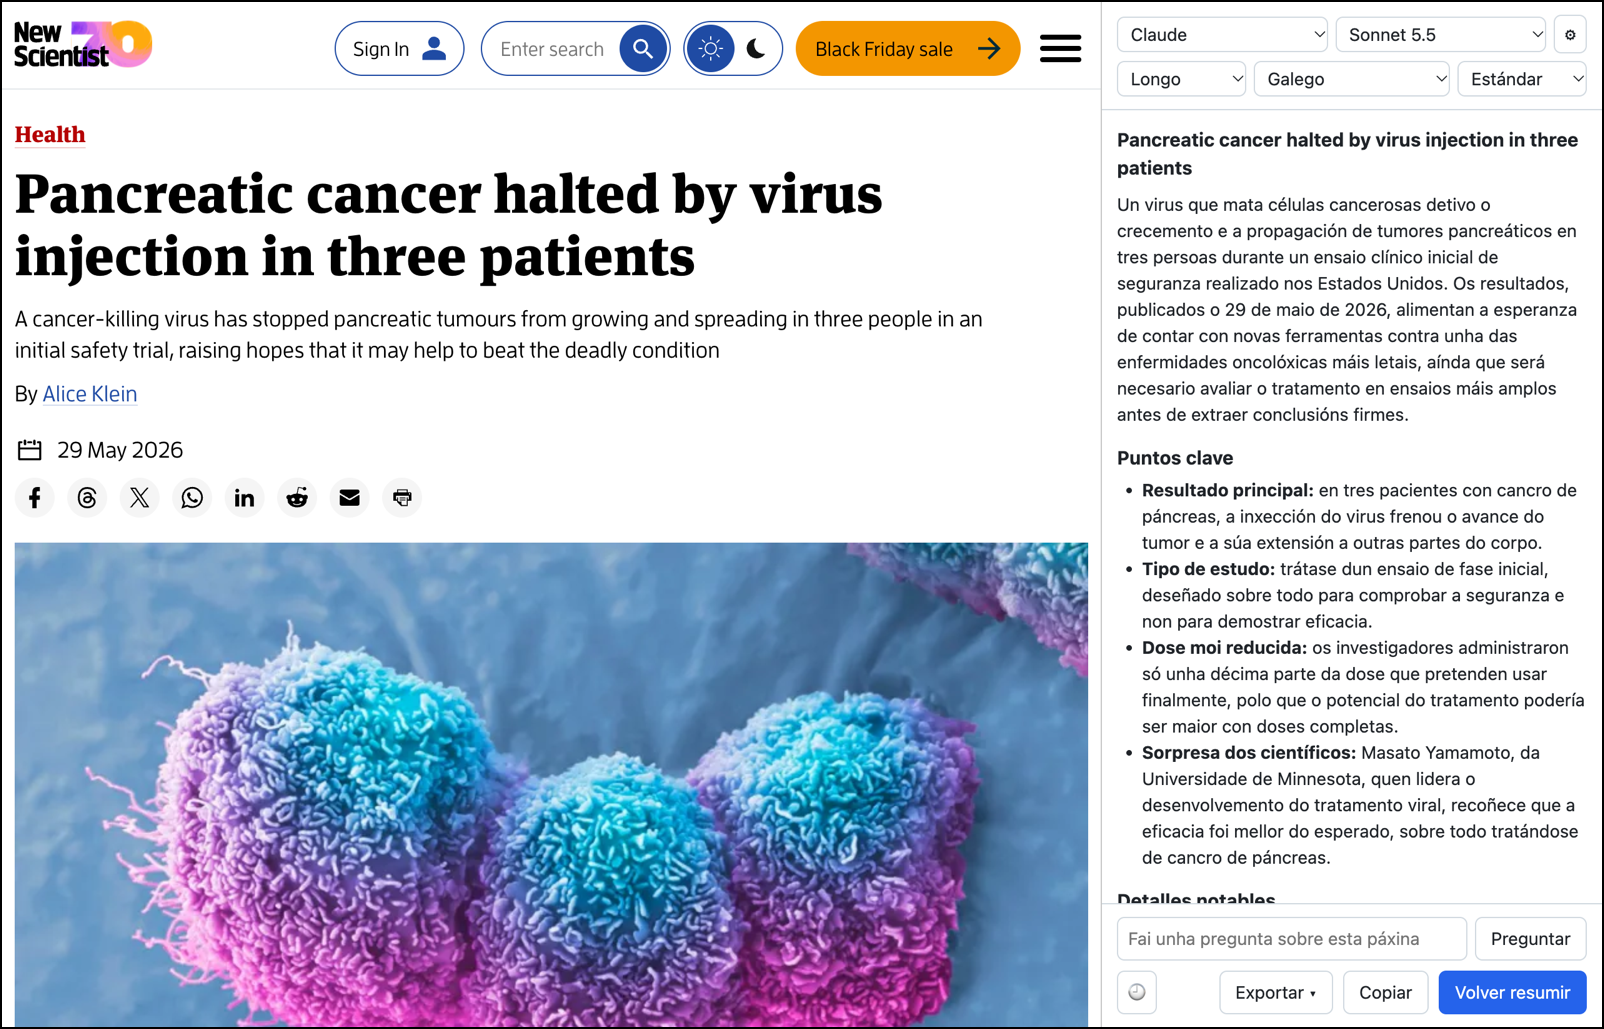 New
Scientist 70
Sign In
Enter search
Black Friday sale
Health
Pancreatic cancer halted by virus
injection in three patients
A cancer-killing virus has stopped pancreatic tumours from growing and spreading in three people in an
initial safety trial, raising hopes that it may help to beat the deadly condition
By Alice Klein
29 May 2026
Claude
Sonnet 5.5
Longo
Galego
Estándar
Pancreatic cancer halted by virus injection in three
patients
Un virus que mata células cancerosas detivo o
crecemento e a propagación de tumores pancreáticos en
tres persoas durante un ensaio clínico inicial de
seguranza realizado nos Estados Unidos. Os resultados,
publicados o 29 de maio de 2026, alimentan a esperanza
de contar con novas ferramentas contra unha das
enfermidades oncolóxicas máis letais, aínda que será
necesario avaliar o tratamento en ensaios máis amplos
antes de extraer conclusións firmes.
Puntos clave
• Resultado principal: en tres pacientes con cancro de
páncreas, a inxección do virus frenou o avance do
tumor e a súa extensión a outras partes do corpo.
• Tipo de estudo: trátase dun ensaio de fase inicial,
deseñado sobre todo para comprobar a seguranza e
non para demostrar eficacia.
• Dose moi reducida: os investigadores administraron
só unha décima parte da dose que pretenden usar
finalmente, polo que o potencial do tratamento podería
ser maior con doses completas.
• Sorpresa dos científicos: Masato Yamamoto, da
Universidade de Minnesota, quen lidera o
desenvolvemento do tratamento viral, recoñece que a
eficacia foi mellor do esperado, sobre todo tratándose
de cancro de páncreas.
Detalles notables
Fai unha pregunta sobre esta páxina
Preguntar
Exportar
Copiar
Volver resumir